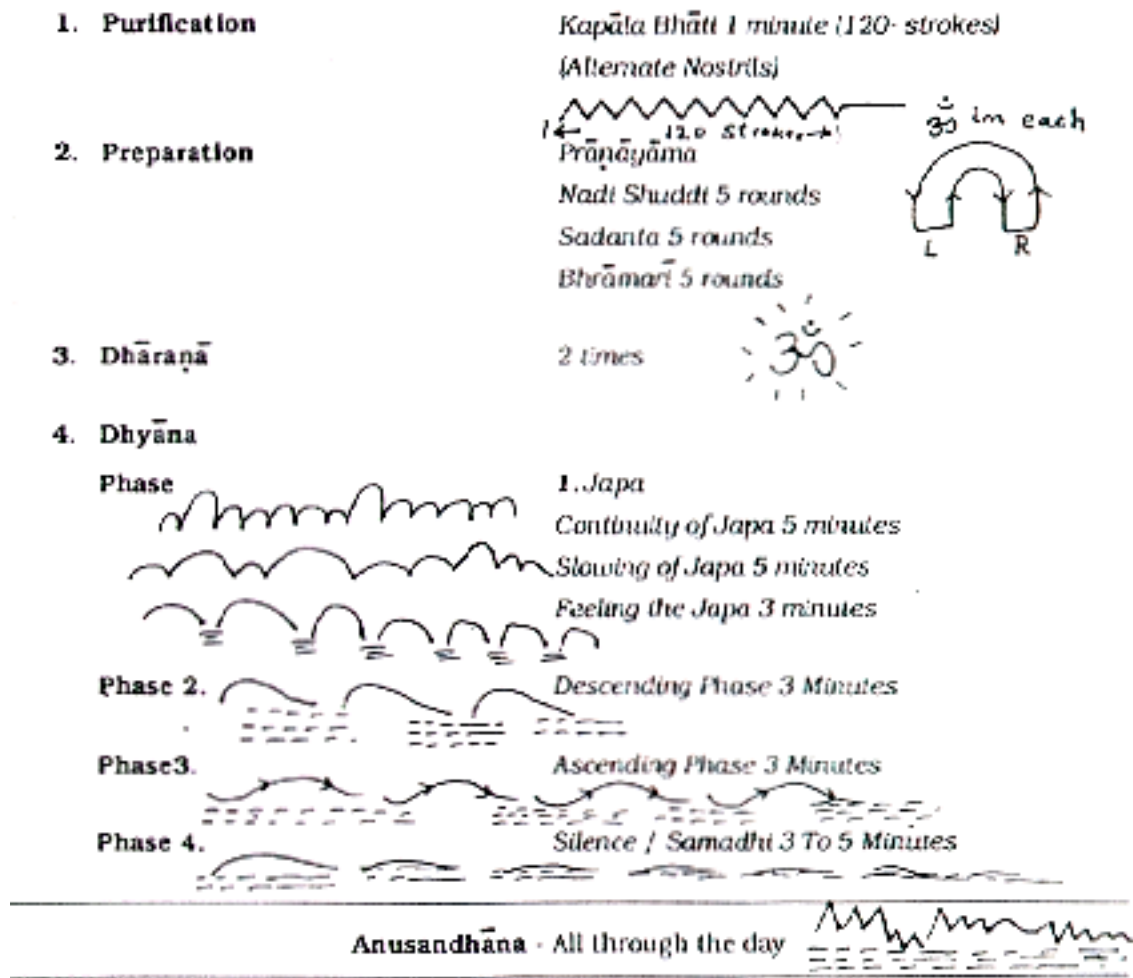 1. Purification Kapāla Bhāti 1 minute (120- strokes)
(Alternate Nostrils)
1 120 strokes ॐ in each
2. Preparation Prāṇāyāma
Nadi Shuddi 5 rounds
Sadanta 5 rounds
L R
Bhrāmarī 5 rounds
3. Dhāraṇā 2 times ॐ
4. Dhyāna
Phase 1. Japa
Continuity of Japa 5 minutes
Slowing of Japa 5 minutes
Feeling the Japa 3 minutes
Phase 2. Descending Phase 3 Minutes
Phase3. Ascending Phase 3 Minutes
Phase 4. Silence / Samadhi 3 To 5 Minutes
Anusandhāna - All through the day